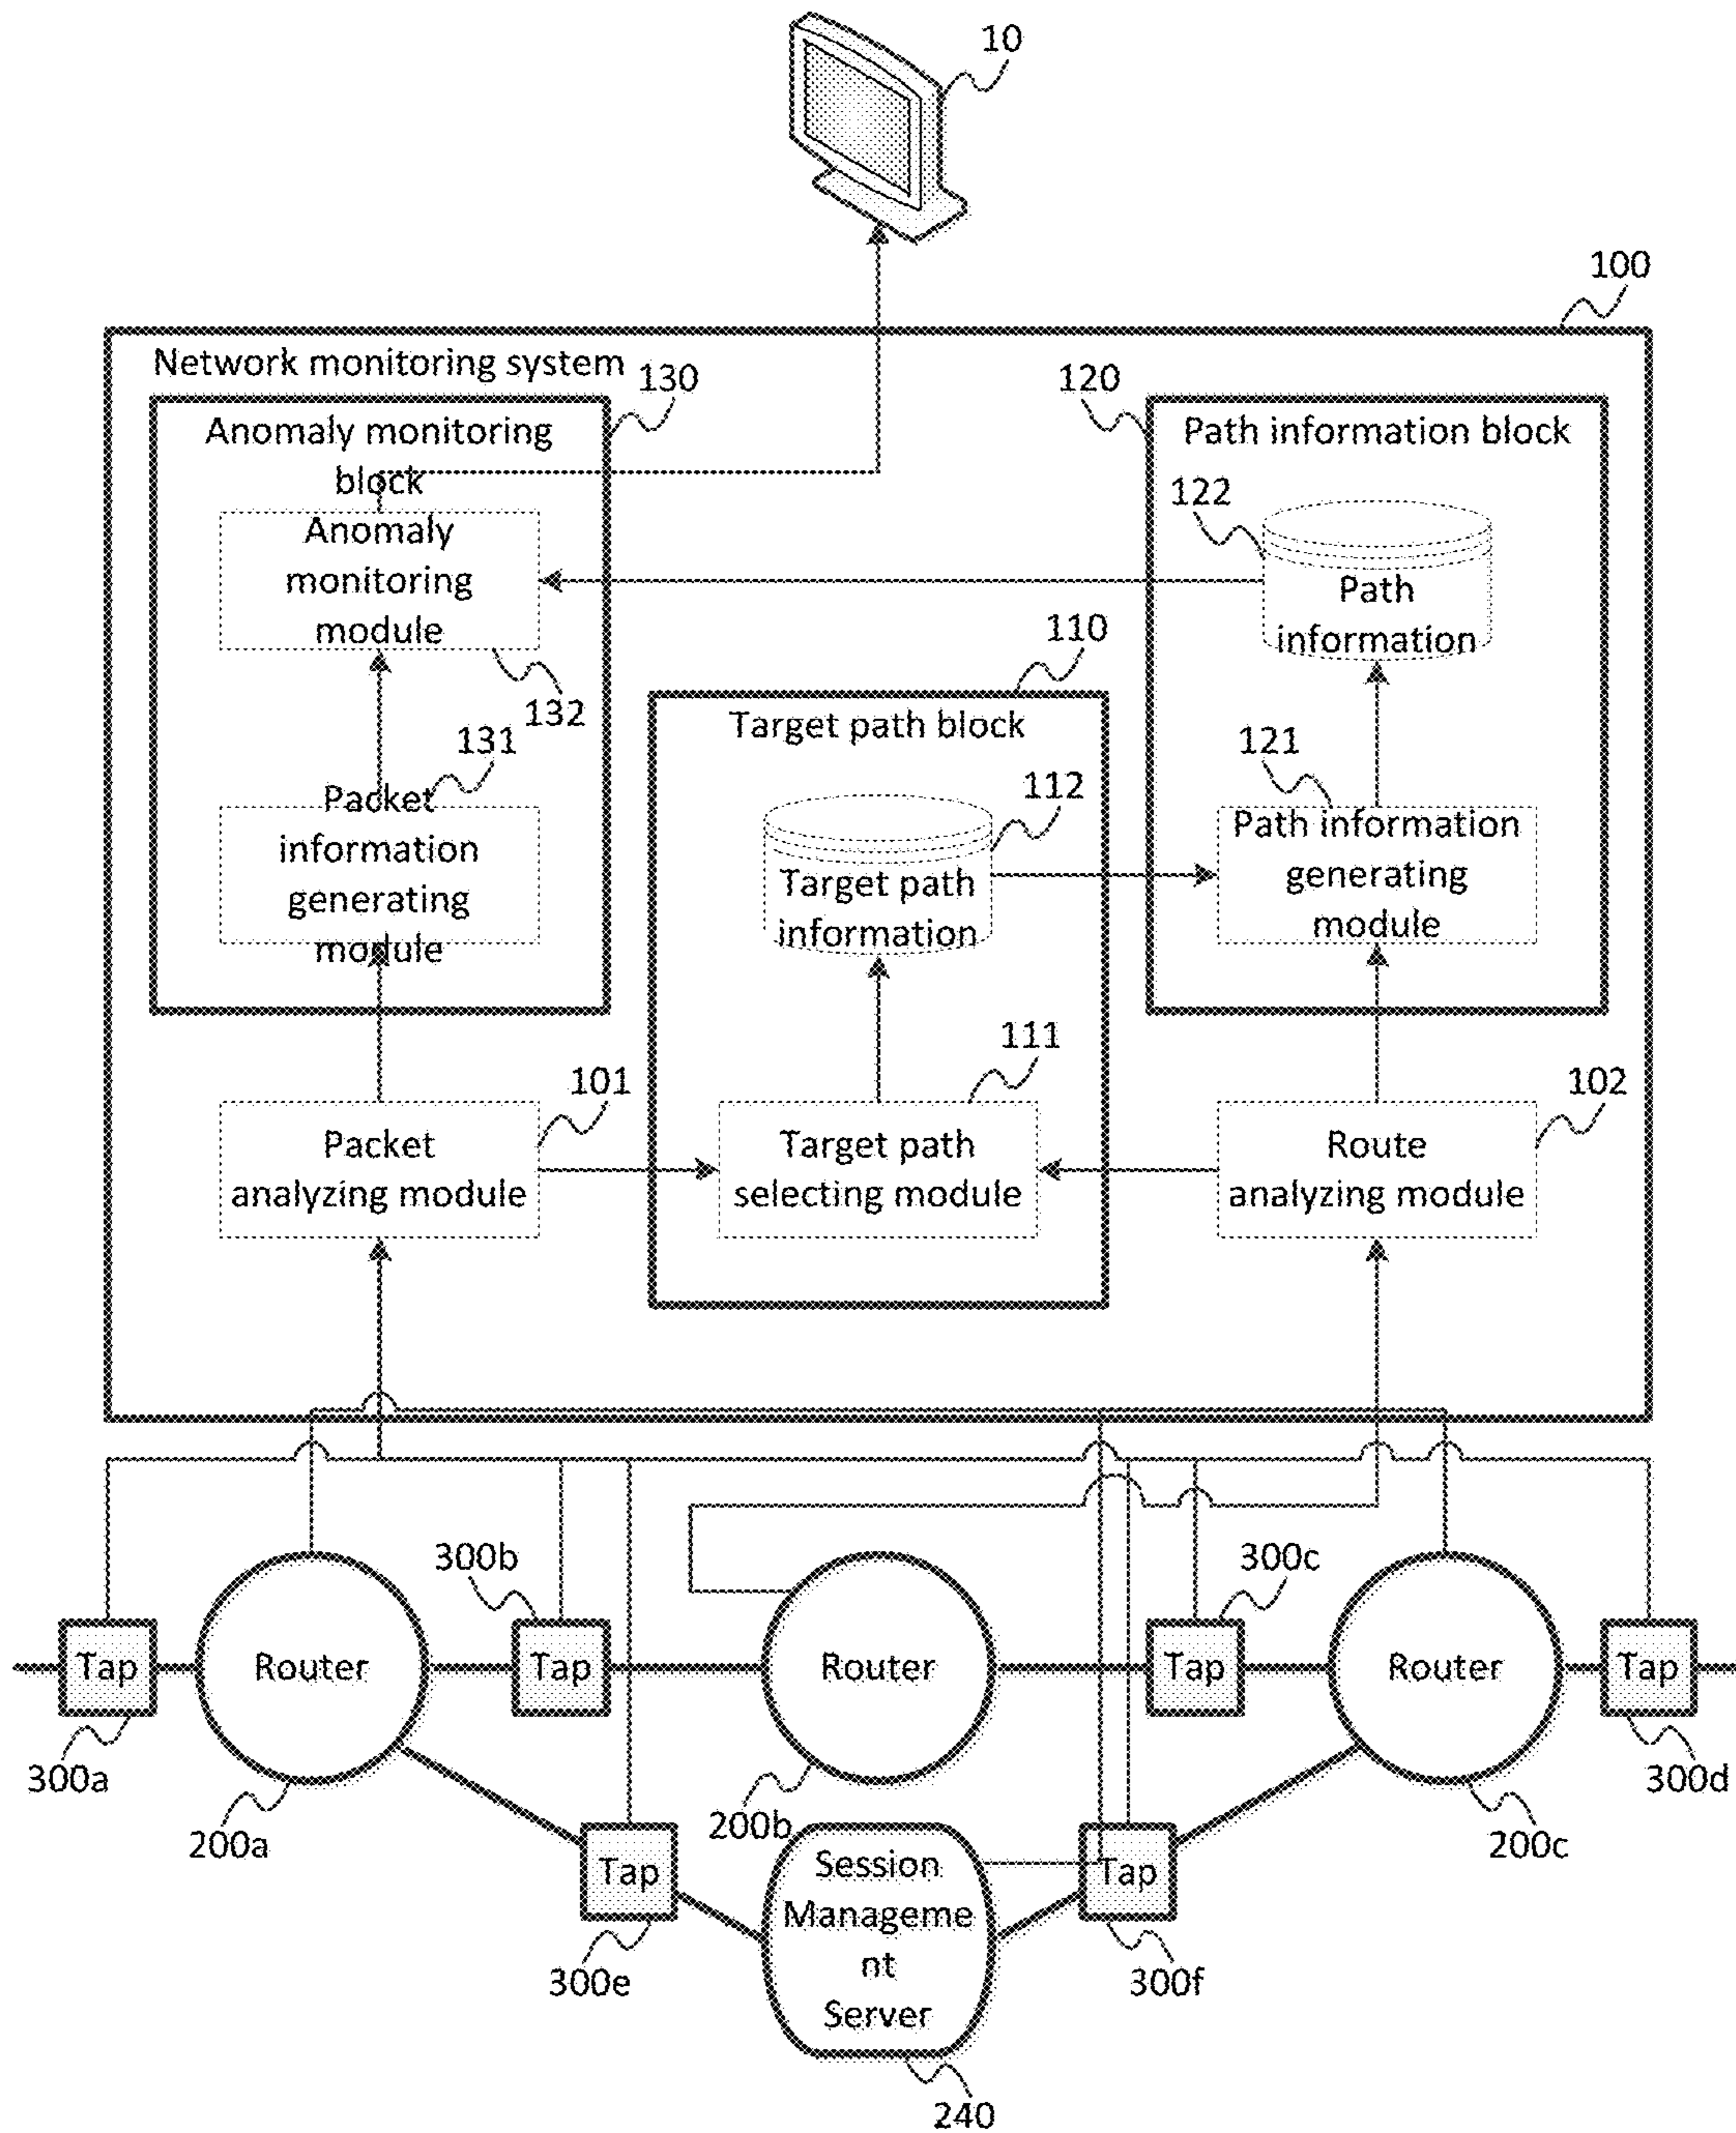 10
100
Network monitoring system
130
120
Anomaly monitoring
block
Path information block
122
Anomaly
monitoring
module
Path
information
132
110
Target path block
131
121
Packet
information
generating
module
112
Target path
information
Path information
generating
module
111
101
102
Packet
analyzing module
Target path
selecting module
Route
analyzing module
300b
300c
Tap
Router
Tap
Router
Tap
Router
Tap
300a
300d
200a
200b
200c
Tap
Session
Manageme
nt
Server
Tap
300e
300f
240